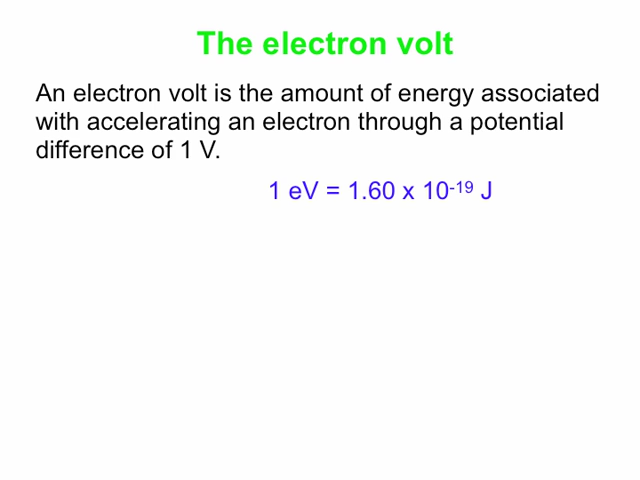 The electron volt
An electron volt is the amount of energy associated
with accelerating an electron through a potential
difference of 1 V.
1 eV = 1.60 x 10⁻¹⁹ J